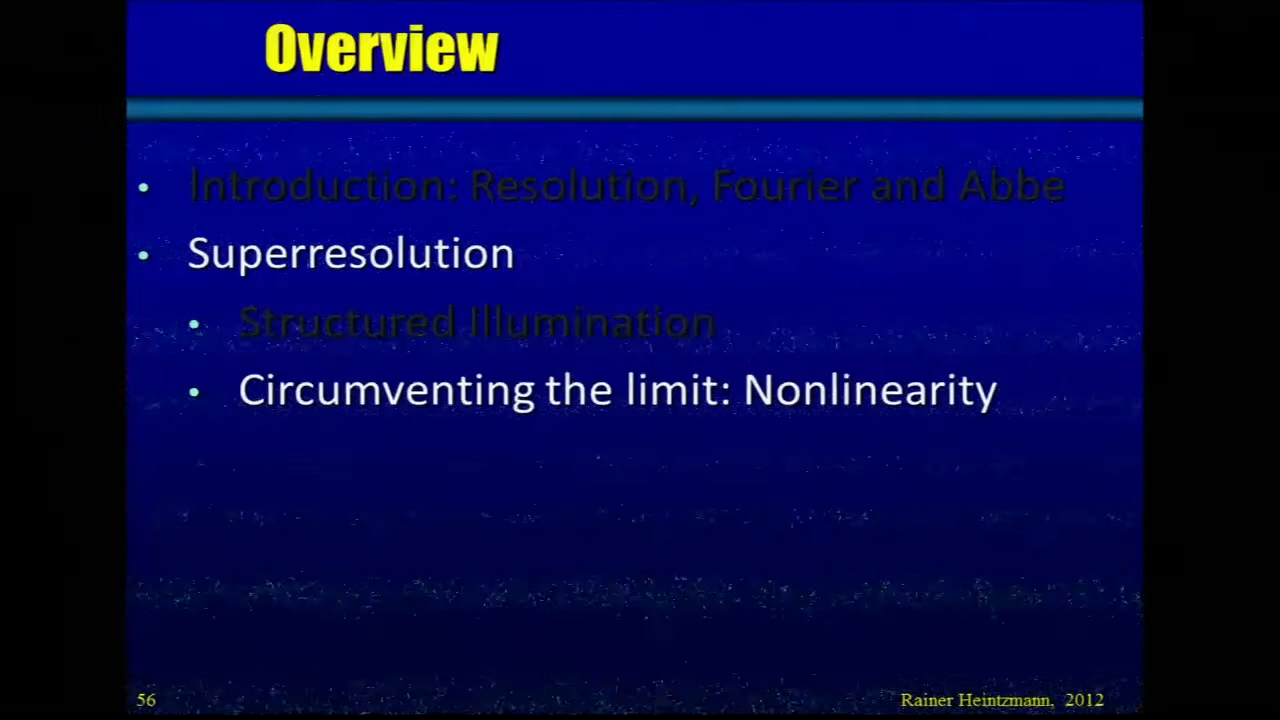 Overview
• Introduction: Resolution, Fourier and Abbe
• Superresolution
• Structured Illumination
• Circumventing the limit: Nonlinearity
56
Rainer Heintzmann, 2012